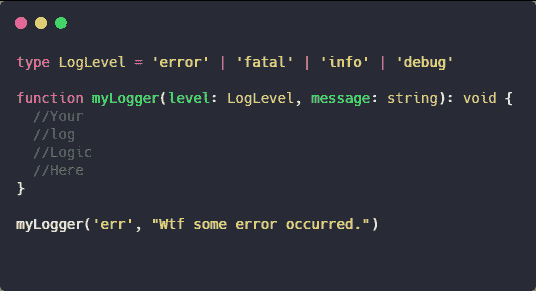 type LogLevel = 'error' | 'fatal' | 'info' | 'debug'
function myLogger(level: LogLevel, message: string): void {
//Your
//log
//Logic
//Here
}
myLogger('err', "Wtf some error occurred.")